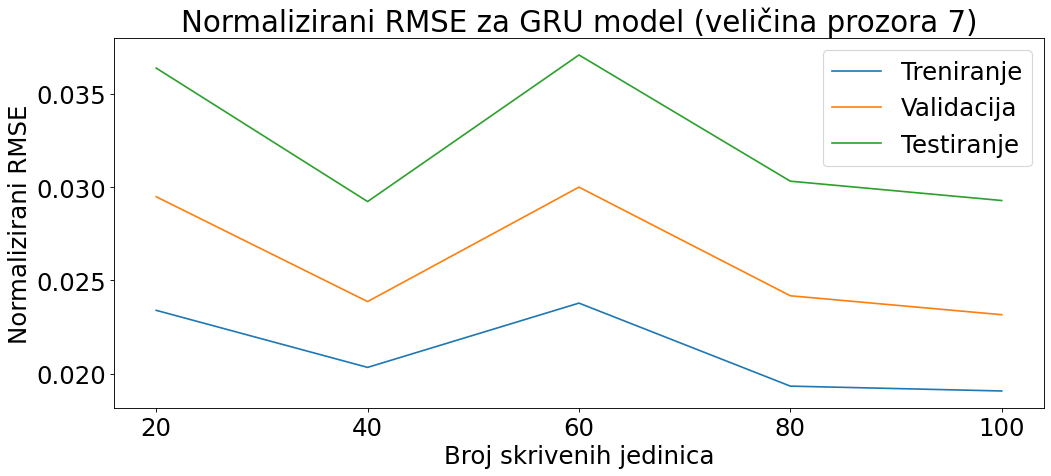 Normalizirani RMSE za GRU model (veličina prozora 7)
Treniranje
Validacija
Testiranje
Normalizirani RMSE
0.035
0.030
0.025
0.020
20 40 60 80 100
Broj skrivenih jedinica